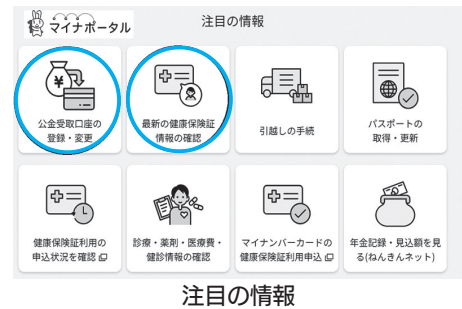 マイナポータル
注目の情報
¥
公金受取口座の
登録・変更
最新の健康保険証
情報の確認
引越しの手続
パスポートの
取得・更新
健康保険証利用の
申込状況を確認
診療・薬剤・医療費・
健診情報の確認
マイナンバーカードの
健康保険証利用申込
年金記録・見込額を見
る(ねんきんネット)
注目の情報